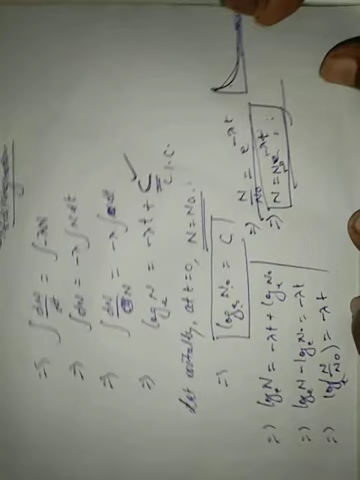 => ∫ dN/t = ∫ -λN
=> ∫ dN = -λ ∫ N dt
=> ∫ dN/N = -λ ∫ dt
=> logₑ N = -λt + C
Let initially, at t=0, N=N₀.
=> logₑ N₀ = C
=> logₑ N = -λt + logₑ N₀
=> logₑ N - logₑ N₀ = -λt
=> logₑ (N/N₀) = -λt
=> N/N₀ = e^-λt
=> N = N₀e^-λt